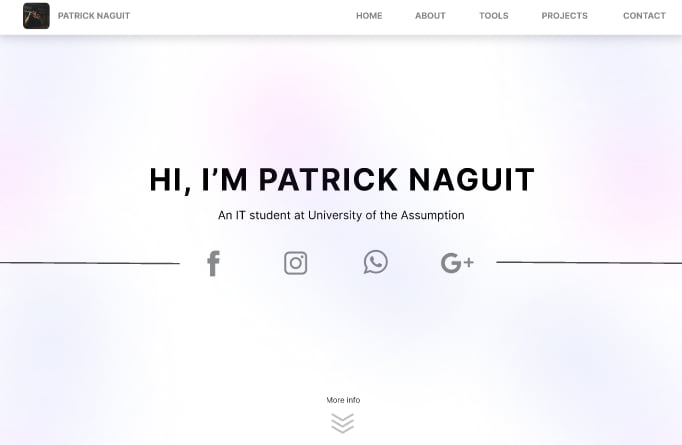 PATRICK NAGUIT HOME ABOUT TOOLS PROJECTS CONTACT
HI, I’M PATRICK NAGUIT
An IT student at University of the Assumption
f G+
More info